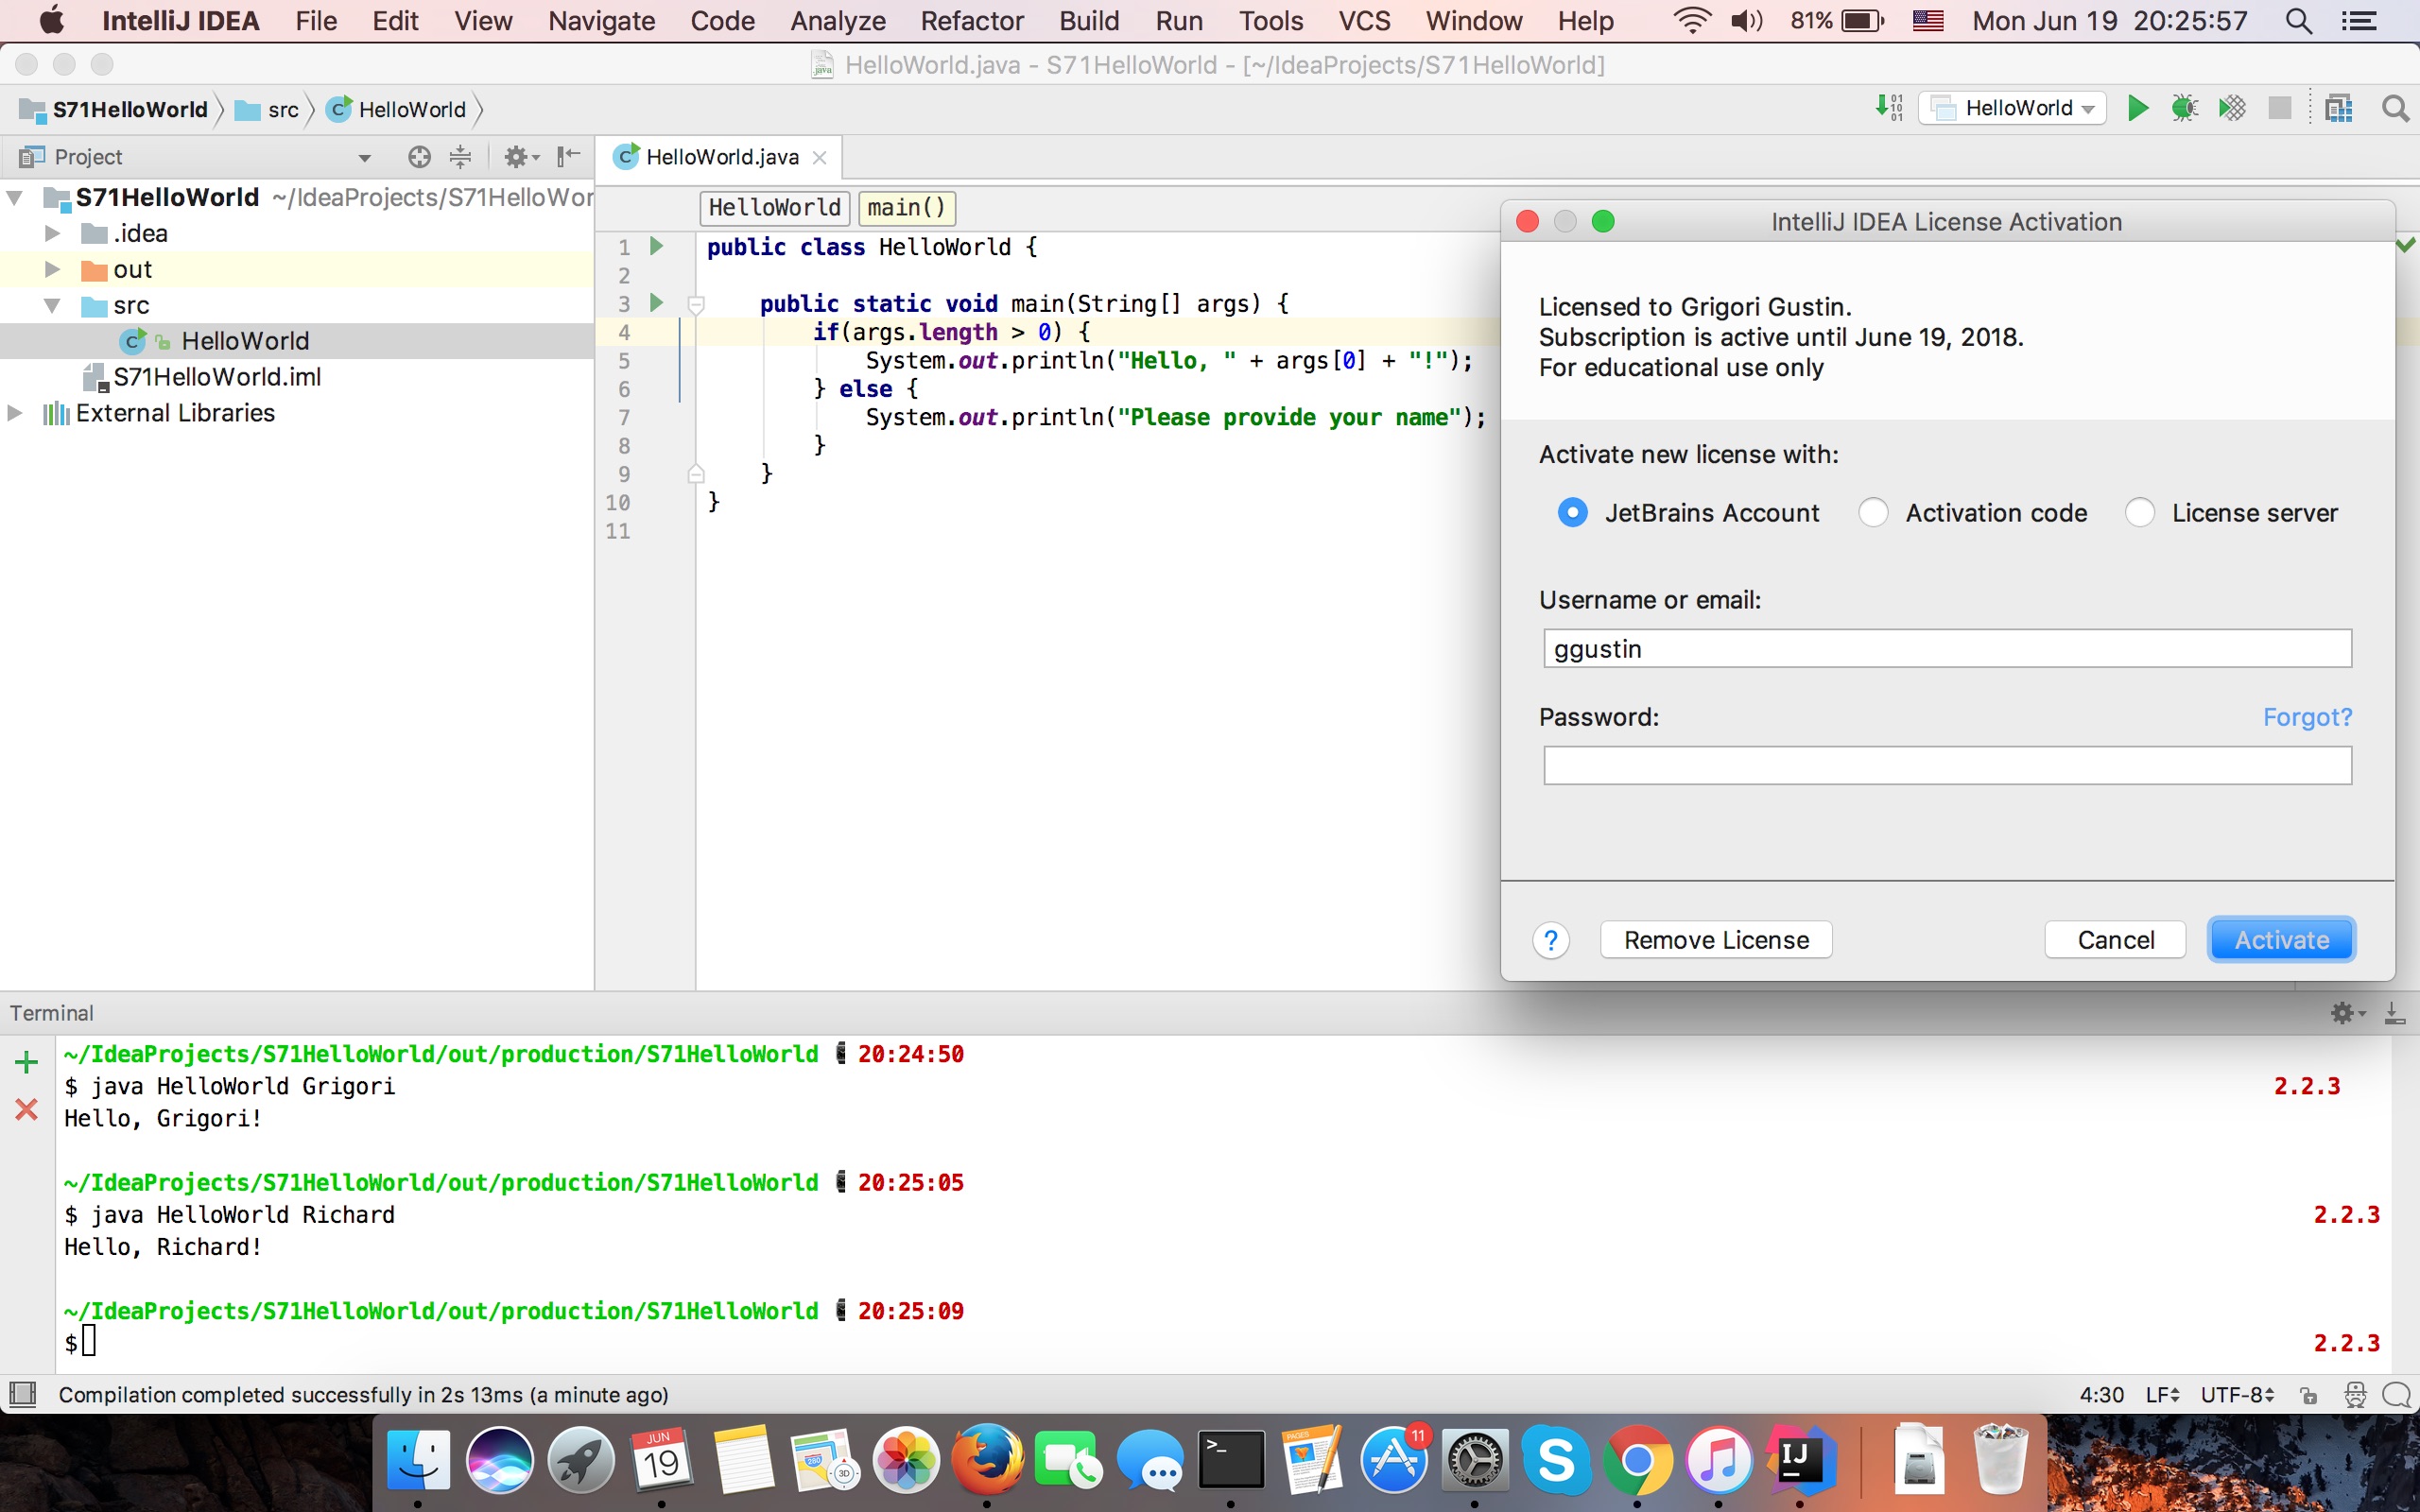 IntelliJ IDEA File Edit View Navigate Code Analyze Refactor Build Run Tools VCS Window Help 81% Mon Jun 19 20:25:57
HelloWorld.java - S71HelloWorld - [~/IdeaProjects/S71HelloWorld]
S71HelloWorld src HelloWorld
HelloWorld
Project
HelloWorld.java
S71HelloWorld ~/IdeaProjects/S71HelloWor
.idea
out
src
HelloWorld
S71HelloWorld.iml
External Libraries
HelloWorld main()
1 public class HelloWorld {
2
3 public static void main(String[] args) {
4 if(args.length > 0) {
5 System.out.println("Hello, " + args[0] + "!");
6 } else {
7 System.out.println("Please provide your name");
8 }
9 }
10 }
11
IntelliJ IDEA License Activation
Licensed to Grigori Gustin.
Subscription is active until June 19, 2018.
For educational use only
Activate new license with:
JetBrains Account Activation code License server
Username or email:
ggustin
Password: Forgot?
? Remove License Cancel Activate
Terminal
~/IdeaProjects/S71HelloWorld/out/production/S71HelloWorld 20:24:50
$ java HelloWorld Grigori 2.2.3
Hello, Grigori!
~/IdeaProjects/S71HelloWorld/out/production/S71HelloWorld 20:25:05
$ java HelloWorld Richard 2.2.3
Hello, Richard!
~/IdeaProjects/S71HelloWorld/out/production/S71HelloWorld 20:25:09
$ 2.2.3
Compilation completed successfully in 2s 13ms (a minute ago) 4:30 LF UTF-8
JUN
19
280
3D
>_
PAGES
11
S
IJ